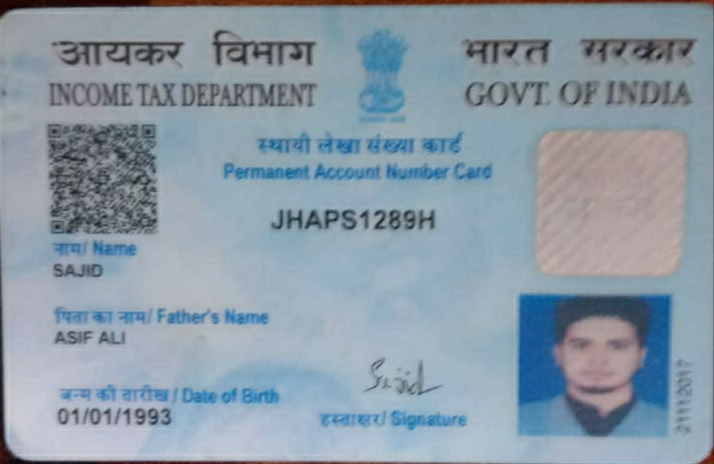 आयकर विभाग
INCOME TAX DEPARTMENT
भारत सरकार
GOVT. OF INDIA
स्थायी लेखा संख्या कार्ड
Permanent Account Number Card
JHAPS1289H
नाम/ Name
SAJID
पिता का नाम/ Father's Name
ASIF ALI
जन्म की तारीख / Date of Birth
01/01/1993
Sajid
हस्ताक्षर/ Signature
21112017